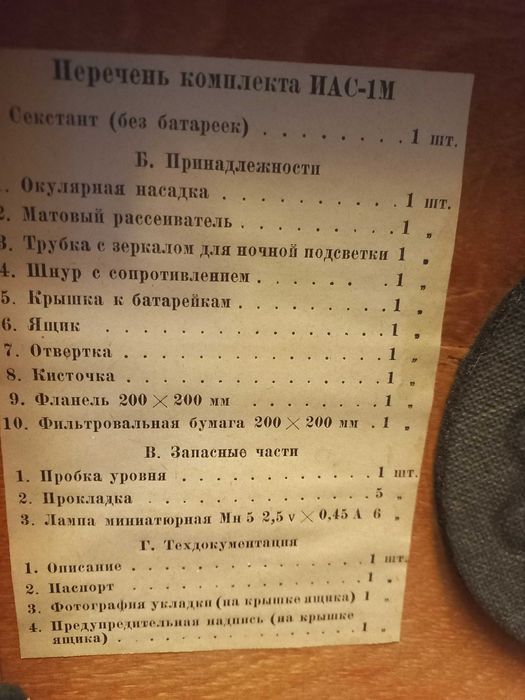 Перечень комплекта ИАС-1М
Секстант (без батареек) . . . . . . . . 1 шт.
Б. Принадлежности
1. Окулярная насадка . . . . . . . . . . 1 шт.
2. Матовый рассеиватель . . . . . . . . . 1 „
3. Трубка с зеркалом для ночной подсветки 1 „
4. Шнур с сопротивлением . . . . . . . . 1 „
5. Крышка к батарейкам . . . . . . . . . 1 „
6. Ящик . . . . . . . . . . . . . . 1 „
7. Отвертка . . . . . . . . . . . . . 1 „
8. Кисточка . . . . . . . . . . . . . 1 „
9. Фланель 200 × 200 мм . . . . . . . . 1 „
10. Фильтровальная бумага 200 × 200 мм . 1 „
В. Запасные части
1. Пробка уровня . . . . . . . . . . . 1 шт.
2. Прокладка . . . . . . . . . . . . . 5 „
3. Лампа миниатюрная Мн 5 2,5 v × 0,45 А 6 „
Г. Техдокументация
1. Описание . . . . . . . . . . . . . 1 шт.
2. Паспорт . . . . . . . . . . . . . . 1 „
3. Фотография укладки (на крышке ящика) 1 „
4. Предупредительная надпись (на крышке
ящика) . . . . . . . . . . . . . . 1 „